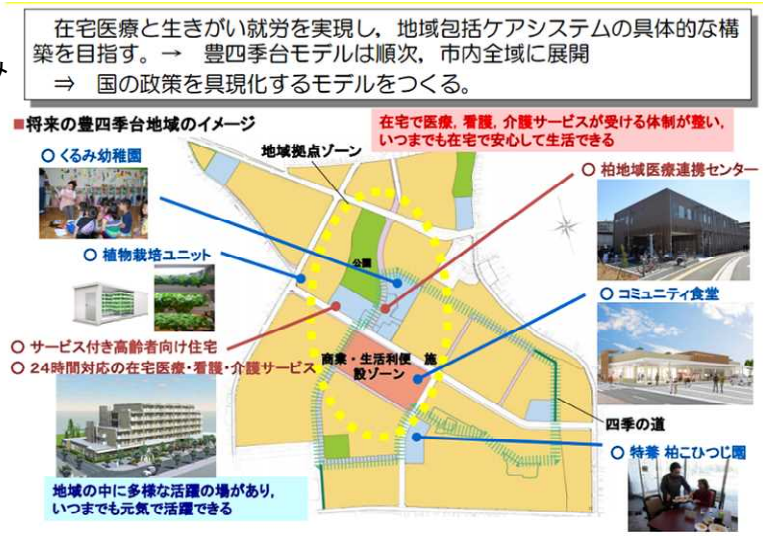 在宅医療と生きがい就労を実現し，地域包括ケアシステムの具体的な構
築を目指す。→　豊四季台モデルは順次，市内全域に展開
⇒　国の政策を具現化するモデルをつくる。
み
■将来の豊四季台地域のイメージ
在宅で医療，看護，介護サービスが受ける体制が整い，
いつまでも在宅で安心して生活できる
地域拠点ゾーン
○ くるみ幼稚園
○ 柏地域医療連携センター
○ 植物栽培ユニット
公園
○ コミュニティ食堂
○ サービス付き高齢者向け住宅
○ 24時間対応の在宅医療・看護・介護サービス
商業・生活利便　施
設ゾーン
四季の道
○ 特養 柏こひつじ園
地域の中に多様な活躍の場があり，
いつまでも元気で活躍できる